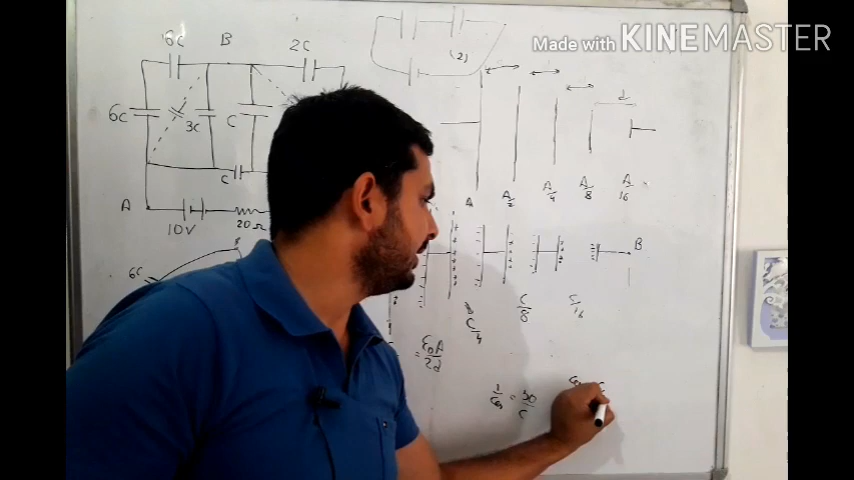 Made with KINEMASTER
6C B 2C
(2)
d
6C 3C C
C
A
10V 20Ω
6C
A A/2 A/4 A/8 A/16
B
C/4 C/8 C/16
= ε₀A/2d
1/Ceq = 30/C